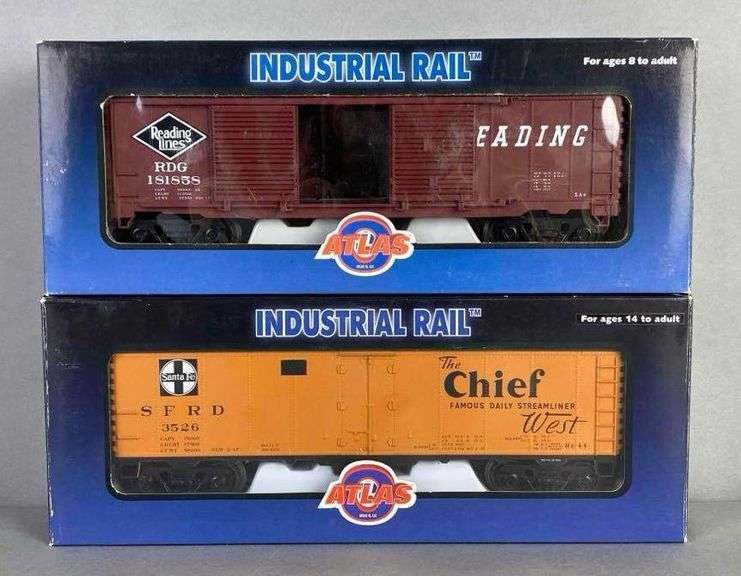 INDUSTRIAL RAIL™
For ages 8 to adult
Reading
Lines
RDG
181858
EADING
ATLAS
INDUSTRIAL RAIL™
For ages 14 to adult
Santa Fe
SFRD
3526
The
Chief
FAMOUS DAILY STREAMLINER
West
ATLAS